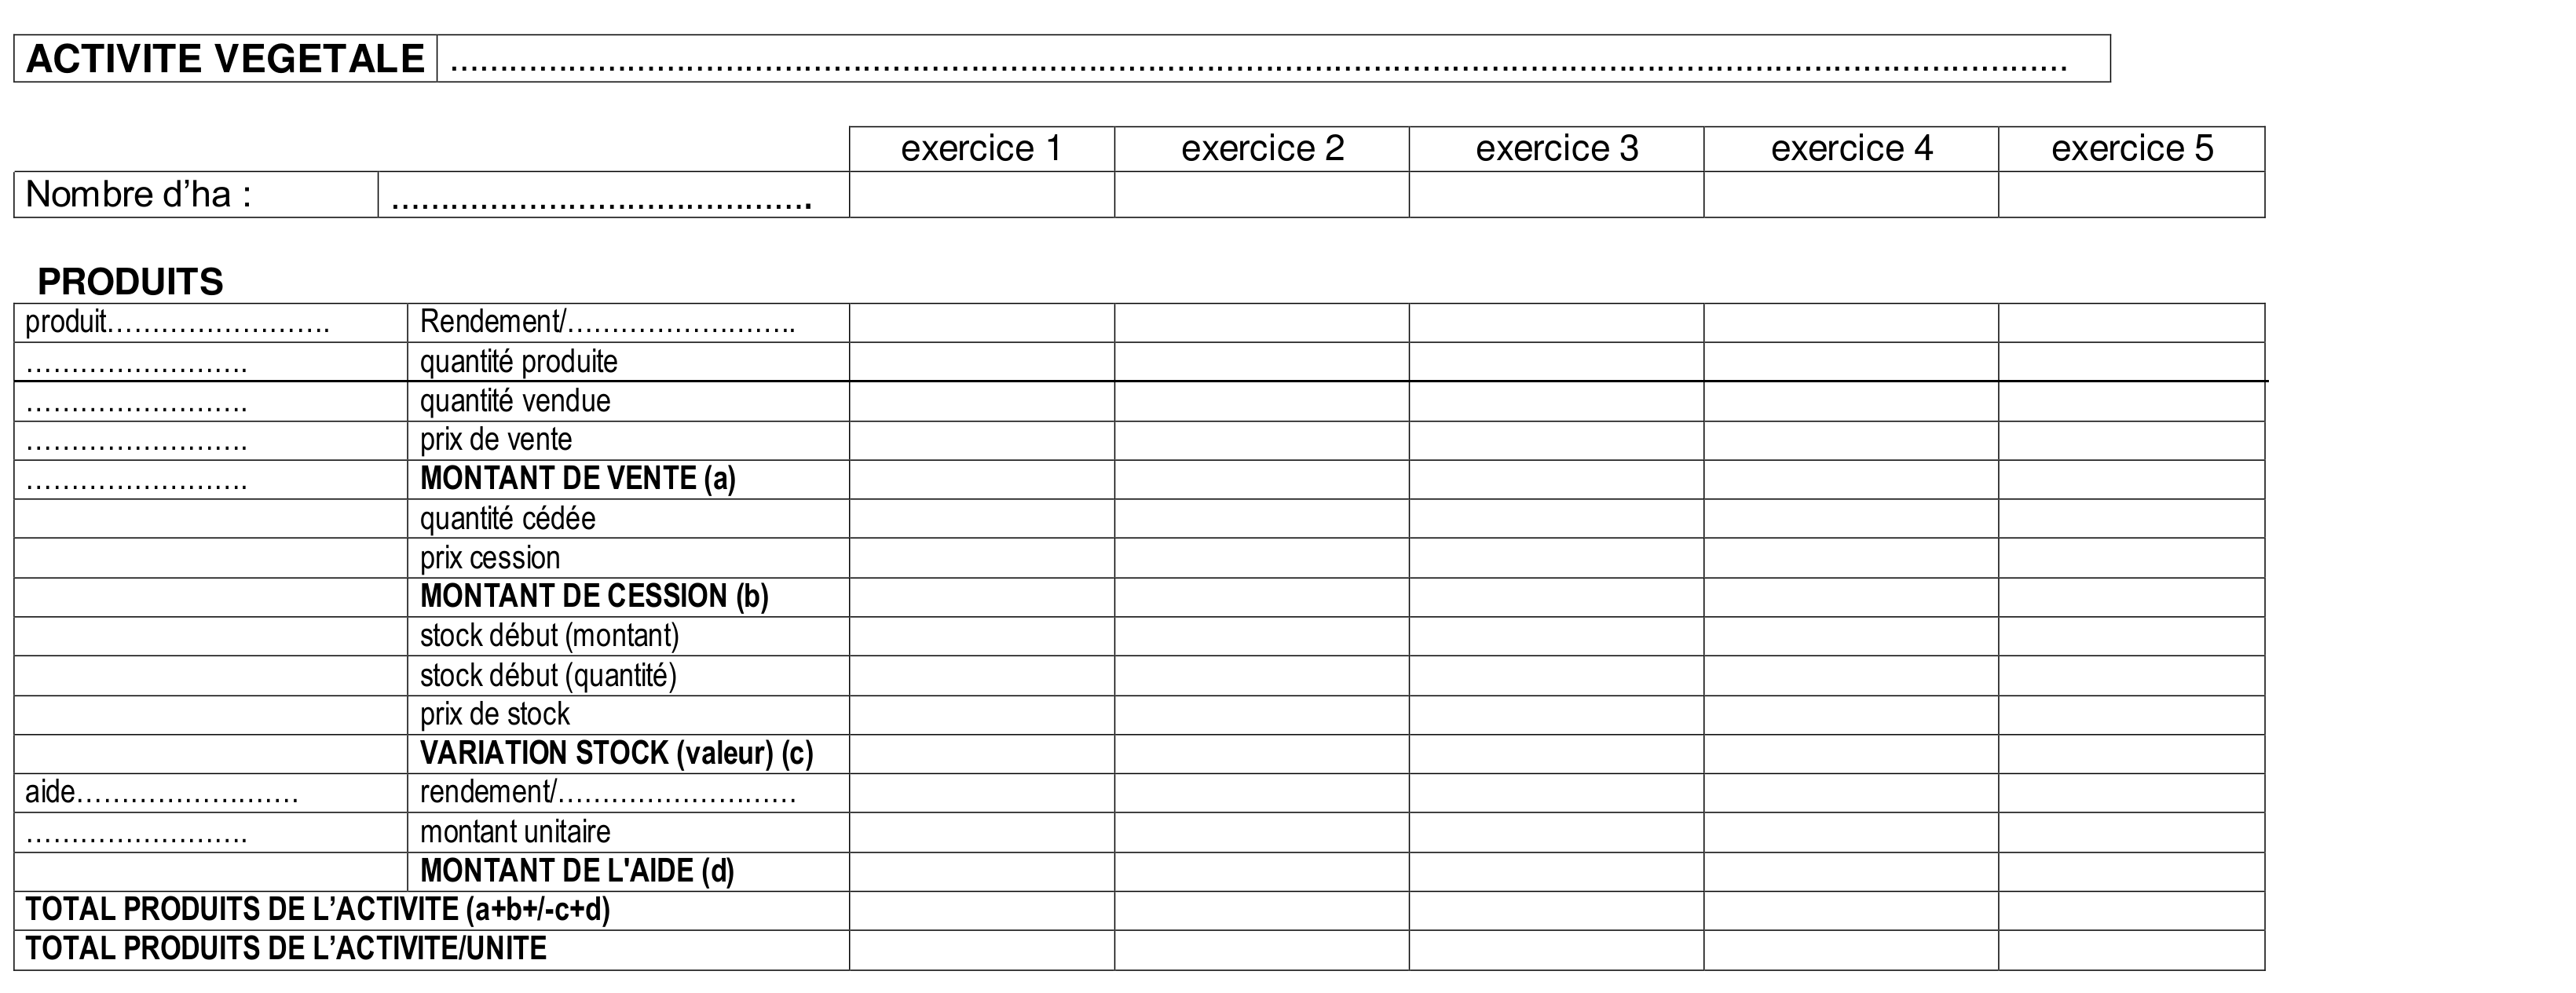 ACTIVITE VEGETALE ........................................................................................................................
exercice 1 exercice 2 exercice 3 exercice 4 exercice 5
Nombre d’ha : ...........................................
PRODUITS
produit……………………. Rendement/…………………….
……………………. quantité produite
……………………. quantité vendue
……………………. prix de vente
……………………. MONTANT DE VENTE (a)
quantité cédée
prix cession
MONTANT DE CESSION (b)
stock début (montant)
stock début (quantité)
prix de stock
VARIATION STOCK (valeur) (c)
aide…………………… rendement/………………………
……………………. montant unitaire
MONTANT DE L'AIDE (d)
TOTAL PRODUITS DE L’ACTIVITE (a+b+/-c+d)
TOTAL PRODUITS DE L’ACTIVITE/UNITE